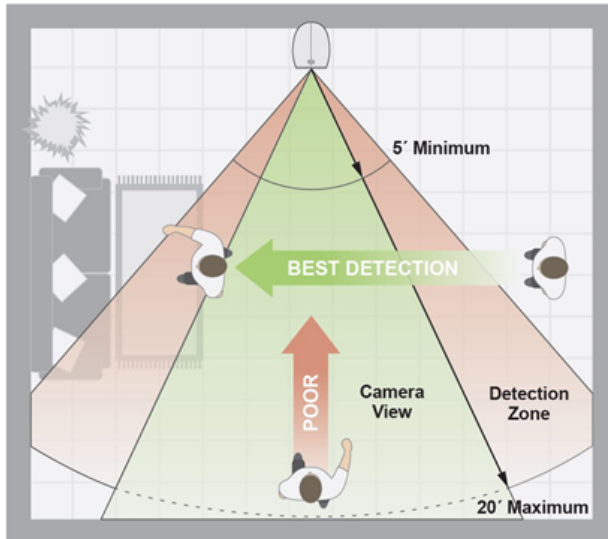 5´ Minimum
BEST DETECTION
POOR
Camera
View
Detection
Zone
20´ Maximum